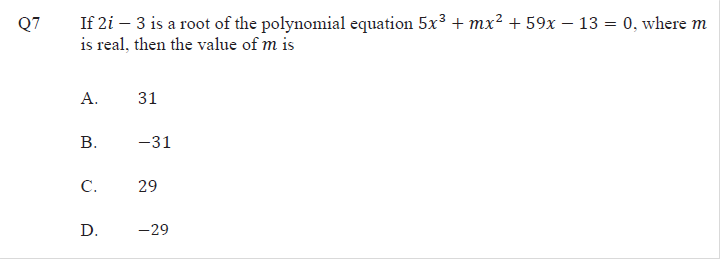 Q7 If 2i – 3 is a root of the polynomial equation 5x³ + mx² + 59x – 13 = 0, where m
is real, then the value of m is
A. 31
B. −31
C. 29
D. −29